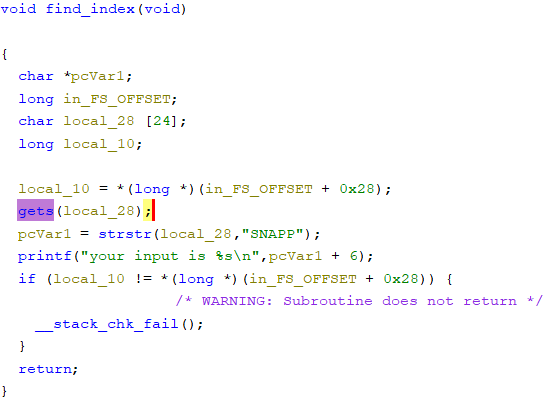 void find_index(void)
{
char *pcVar1;
long in_FS_OFFSET;
char local_28 [24];
long local_10;
local_10 = *(long *)(in_FS_OFFSET + 0x28);
gets(local_28);
pcVar1 = strstr(local_28,"SNAPP");
printf("your input is %s\n",pcVar1 + 6);
if (local_10 != *(long *)(in_FS_OFFSET + 0x28)) {
/* WARNING: Subroutine does not return */
__stack_chk_fail();
}
return;
}